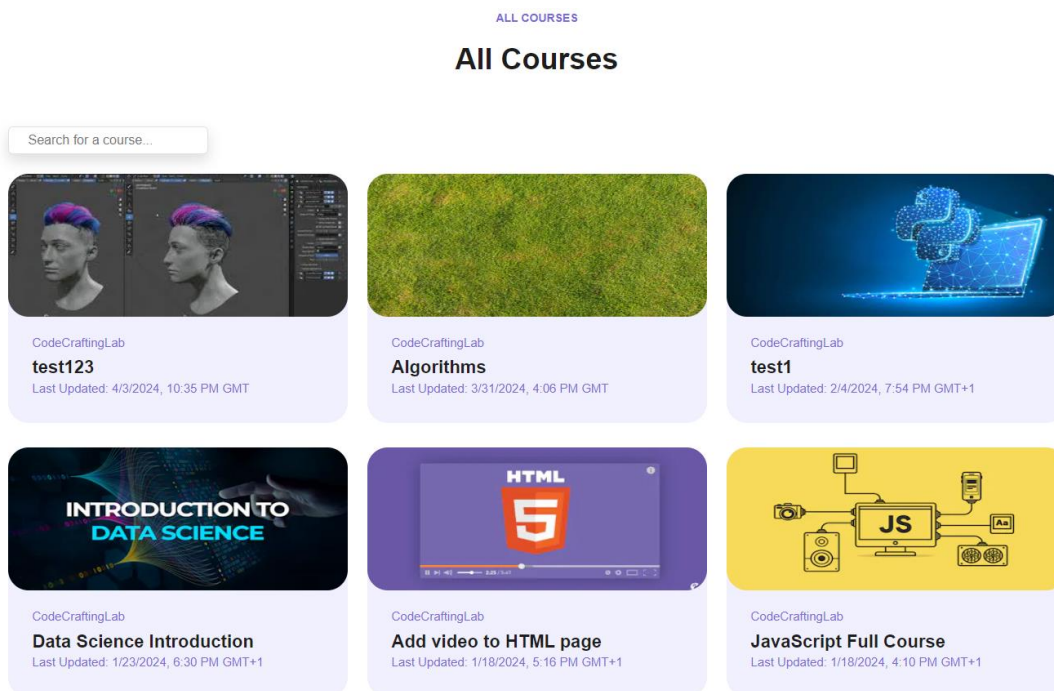 ALL COURSES
All Courses
Search for a course...
CodeCraftingLab
test123
Last Updated: 4/3/2024, 10:35 PM GMT
CodeCraftingLab
Algorithms
Last Updated: 3/31/2024, 4:06 PM GMT
CodeCraftingLab
test1
Last Updated: 2/4/2024, 7:54 PM GMT+1
INTRODUCTION TO
DATA SCIENCE
CodeCraftingLab
Data Science Introduction
Last Updated: 1/23/2024, 6:30 PM GMT+1
HTML
5
CodeCraftingLab
Add video to HTML page
Last Updated: 1/18/2024, 5:16 PM GMT+1
JS
Aa
CodeCraftingLab
JavaScript Full Course
Last Updated: 1/18/2024, 4:10 PM GMT+1